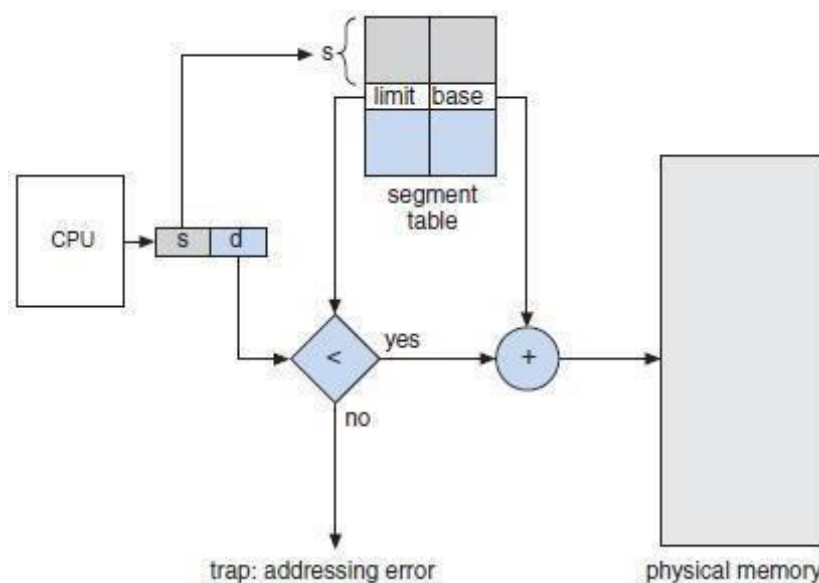 s
limit base
segment
table
CPU
s d
<
yes
+
no
trap: addressing error
physical memory